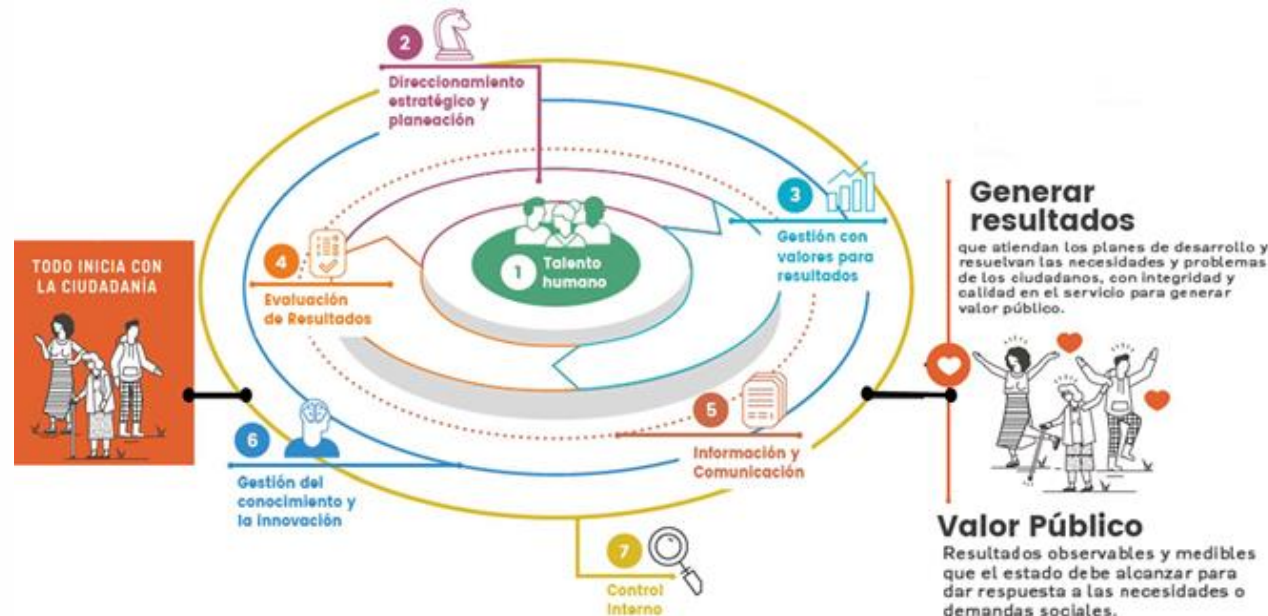 TODO INICIA CON
LA CIUDADANÍA
1
Talento
humano
2
Direccionamiento
estratégico y
planeación
3
Gestión con
valores para
resultados
4
Evaluación
de Resultados
5
Información y
Comunicación
6
Gestión del
conocimiento y
la innovación
7
Control
Interno
Generar
resultados
que atiendan los planes de desarrollo y
resuelvan las necesidades y problemas
de los ciudadanos, con integridad y
calidad en el servicio para generar
valor público.
Valor Público
Resultados observables y medibles
que el estado debe alcanzar para
dar respuesta a las necesidades o
demandas sociales.